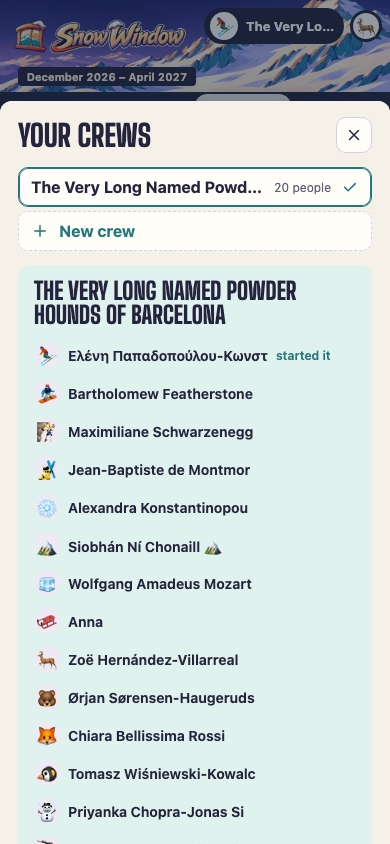 SnowWindow
The Very Lo...
December 2026 – April 2027
YOUR CREWS
The Very Long Named Powd... 20 people
New crew
THE VERY LONG NAMED POWDER
HOUNDS OF BARCELONA
Ελένη Παπαδοπούλου-Κωνστ started it
Bartholomew Featherstone
Maximiliane Schwarzenegg
Jean-Baptiste de Montmor
Alexandra Konstantinopou
Siobhán Ní Chonaill
Wolfgang Amadeus Mozart
Anna
Zoë Hernández-Villarreal
Ørjan Sørensen-Haugeruds
Chiara Bellissima Rossi
Tomasz Wiśniewski-Kowalc
Priyanka Chopra-Jonas Si